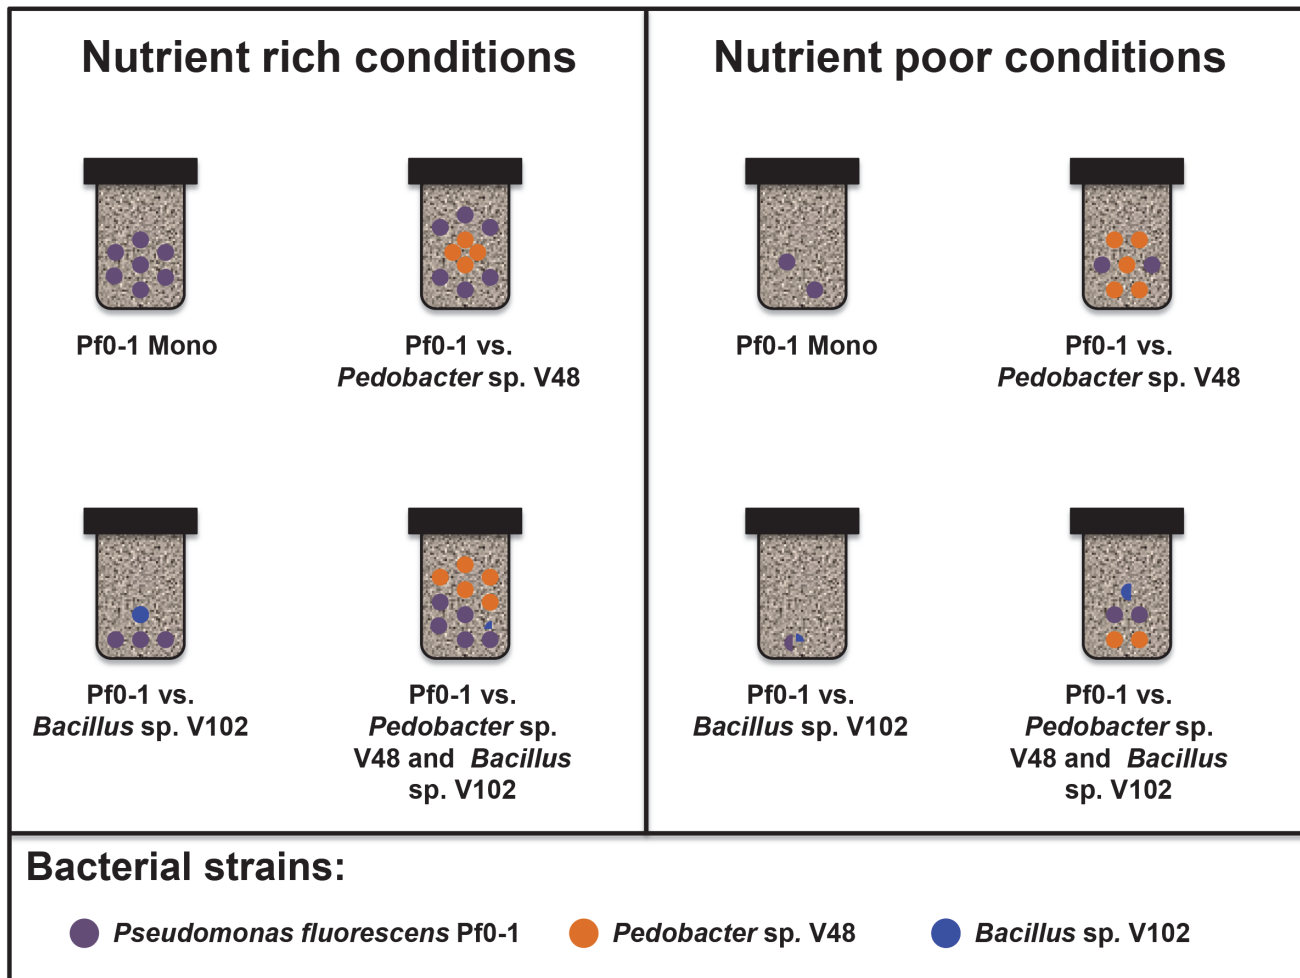 Nutrient rich conditions
Nutrient poor conditions
Pf0-1 Mono
Pf0-1 vs.
Pedobacter sp. V48
Pf0-1 Mono
Pf0-1 vs.
Pedobacter sp. V48
Pf0-1 vs.
Bacillus sp. V102
Pf0-1 vs.
Pedobacter sp.
V48 and Bacillus
sp. V102
Pf0-1 vs.
Bacillus sp. V102
Pf0-1 vs.
Pedobacter sp.
V48 and Bacillus
sp. V102
Bacterial strains:
Pseudomonas fluorescens Pf0-1
Pedobacter sp. V48
Bacillus sp. V102